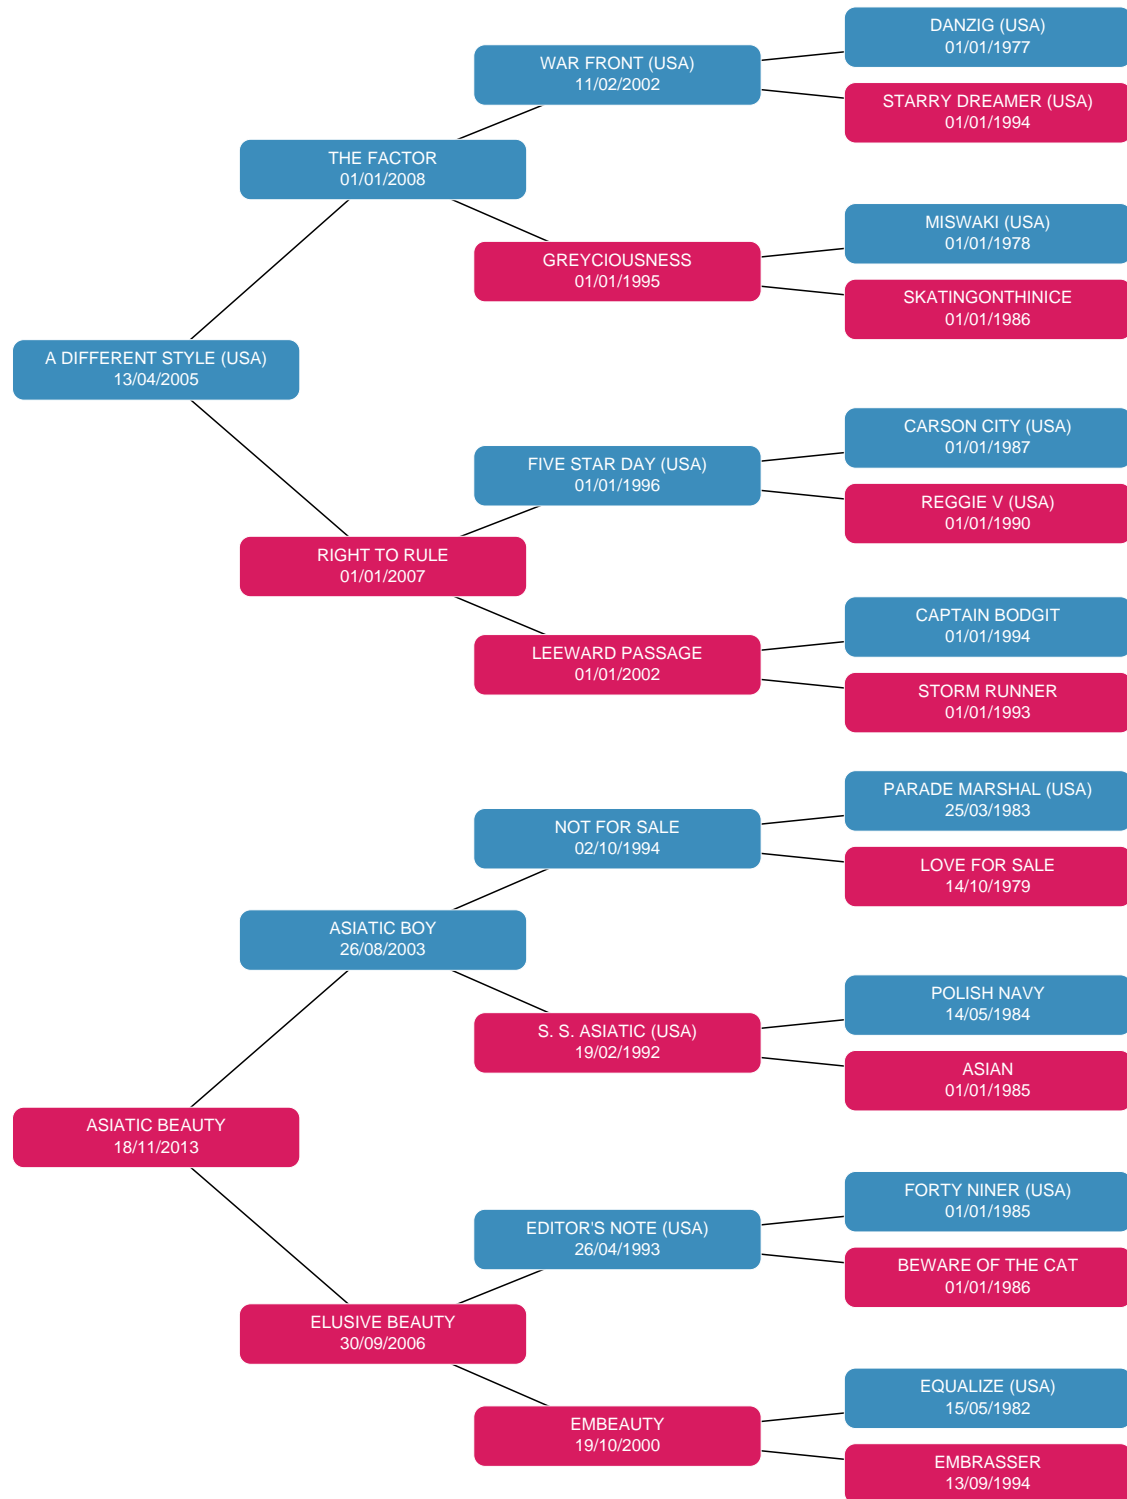 DANZIG (USA)
01/01/1977
WAR FRONT (USA)
11/02/2002
STARRY DREAMER (USA)
01/01/1994
THE FACTOR
01/01/2008
MISWAKI (USA)
01/01/1978
GREYCIOUSNESS
01/01/1995
SKATINGONTHINICE
01/01/1986
A DIFFERENT STYLE (USA)
13/04/2005
CARSON CITY (USA)
01/01/1987
FIVE STAR DAY (USA)
01/01/1996
REGGIE V (USA)
01/01/1990
RIGHT TO RULE
01/01/2007
CAPTAIN BODGIT
01/01/1994
LEEWARD PASSAGE
01/01/2002
STORM RUNNER
01/01/1993
PARADE MARSHAL (USA)
25/03/1983
NOT FOR SALE
02/10/1994
LOVE FOR SALE
14/10/1979
ASIATIC BOY
26/08/2003
POLISH NAVY
14/05/1984
S. S. ASIATIC (USA)
19/02/1992
ASIAN
01/01/1985
ASIATIC BEAUTY
18/11/2013
FORTY NINER (USA)
01/01/1985
EDITOR'S NOTE (USA)
26/04/1993
BEWARE OF THE CAT
01/01/1986
ELUSIVE BEAUTY
30/09/2006
EQUALIZE (USA)
15/05/1982
EMBEAUTY
19/10/2000
EMBRASSER
13/09/1994